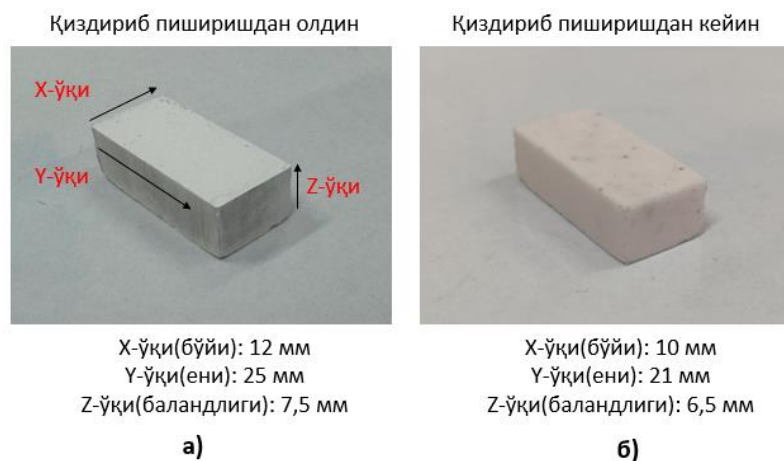 Қиздириб пиширишдан олдин
Қиздириб пиширишдан кейин
X-ўқи
Y-ўқи
Z-ўқи
X-ўқи(бўйи): 12 мм
Y-ўқи(ени): 25 мм
Z-ўқи(баландлиги): 7,5 мм
а)
X-ўқи(бўйи): 10 мм
Y-ўқи(ени): 21 мм
Z-ўқи(баландлиги): 6,5 мм
б)